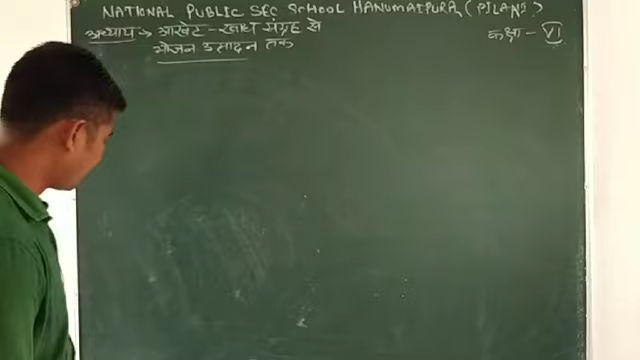 NATIONAL PUBLIC SEC SCHOOL HANUMANPURA (PILANI)
अध्याय → आखेट - खाद्य संग्रह से
भोजन उत्पादन तक
कक्षा - VI